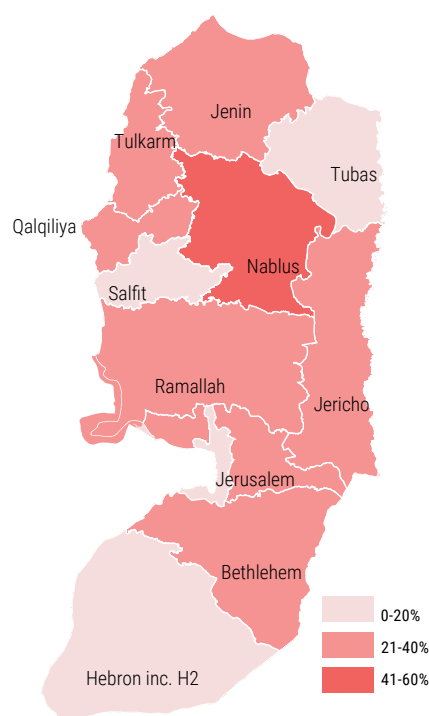 Jenin
Tulkarm
Tubas
Qalqiliya
Nablus
Salfit
Ramallah
Jericho
Jerusalem
Bethlehem
Hebron inc. H2
0-20%
21-40%
41-60%